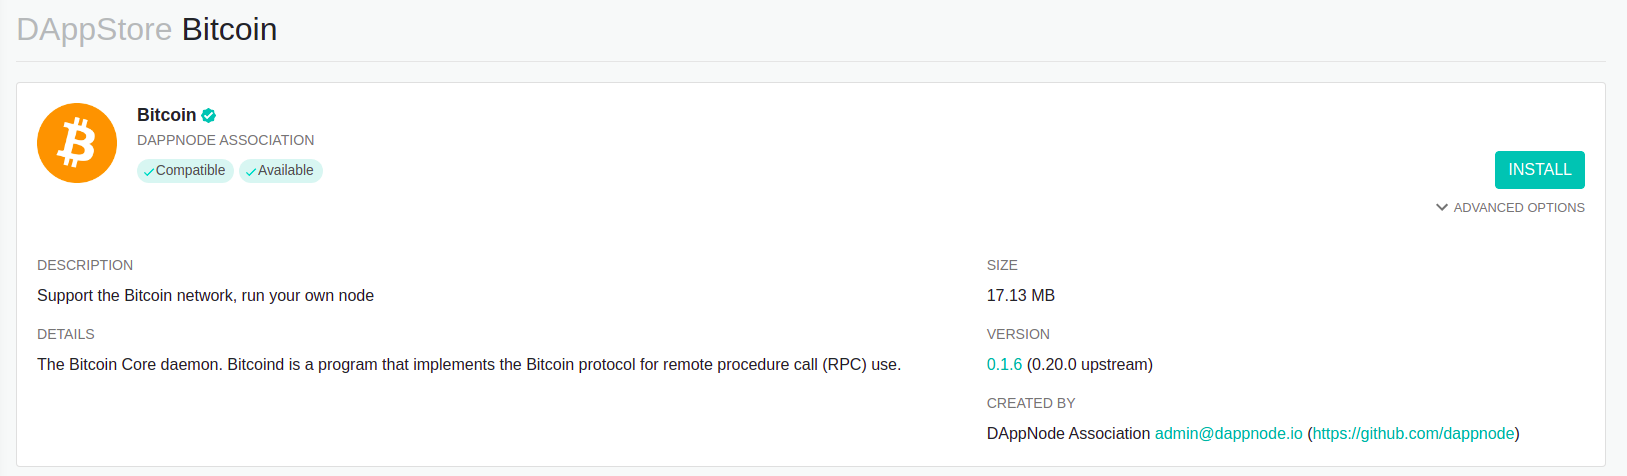 DAppStore Bitcoin
Bitcoin
DAPPNODE ASSOCIATION
Compatible Available
INSTALL
ADVANCED OPTIONS
DESCRIPTION
Support the Bitcoin network, run your own node
DETAILS
The Bitcoin Core daemon. Bitcoind is a program that implements the Bitcoin protocol for remote procedure call (RPC) use.
SIZE
17.13 MB
VERSION
0.1.6 (0.20.0 upstream)
CREATED BY
DAppNode Association admin@dappnode.io (https://github.com/dappnode)